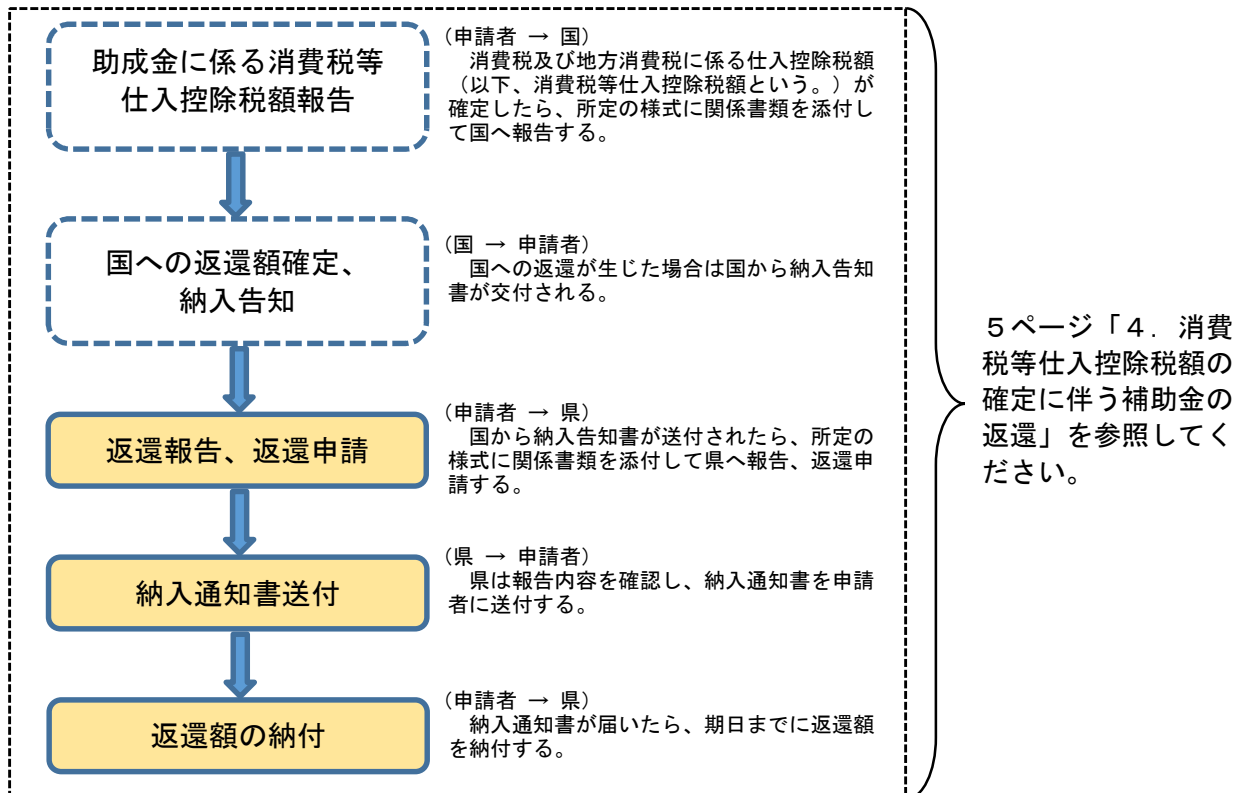 助成金に係る消費税等
仕入控除税額報告
（申請者 → 国）
消費税及び地方消費税に係る仕入控除税額
（以下、消費税等仕入控除税額という。）が
確定したら、所定の様式に関係書類を添付し
て国へ報告する。
国への返還額確定、
納入告知
（国 → 申請者）
国への返還が生じた場合は国から納入告知
書が交付される。
返還報告、返還申請
（申請者 → 県）
国から納入告知書が送付されたら、所定の
様式に関係書類を添付して県へ報告、返還申
請する。
納入通知書送付
（県 → 申請者）
県は報告内容を確認し、納入通知書を申請
者に送付する。
返還額の納付
（申請者 → 県）
納入通知書が届いたら、期日までに返還額
を納付する。
５ページ「４．消費
税等仕入控除税額の
確定に伴う補助金の
返還」を参照してく
ださい。